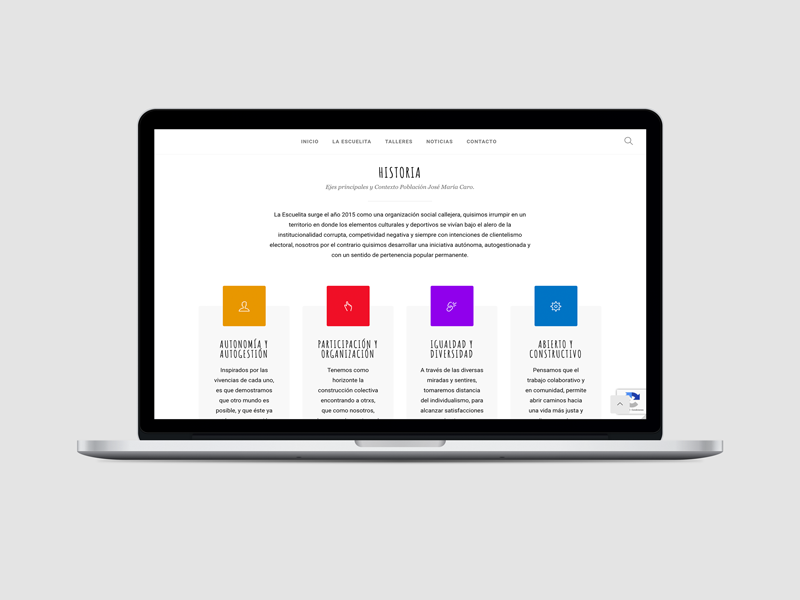 INICIO LA ESCUELITA TALLERES NOTICIAS CONTACTO
HISTORIA
Ejes principales y Contexto Población José María Caro.
La Escuelita surge el año 2015 como una organización social callejera, quisimos irrumpir en un
territorio en donde los elementos culturales y deportivos se vivían bajo el alero de la
institucionalidad corrupta, competividad negativa y siempre con intenciones de clientelismo
electoral, nosotros por el contrario quisimos desarrollar una iniciativa autónoma, autogestionada y
con un sentido de pertenencia popular permanente.
AUTONOMÍA Y
AUTOGESTIÓN
Inspirados por las
vivencias de cada uno,
es que demostramos
que otro mundo es
posible, y que éste ya
PARTICIPACIÓN Y
ORGANIZACIÓN
Tenemos como
horizonte la
construcción colectiva
encontrando a otrxs,
que como nosotros,
IGUALDAD Y
DIVERSIDAD
A través de las diversas
miradas y sentires,
tomaremos distancia
del individualismo, para
alcanzar satisfacciones
ABIERTO Y
CONSTRUCTIVO
Pensamos que el
trabajo colaborativo y
en comunidad, permite
abrir caminos hacia
una vida más justa y